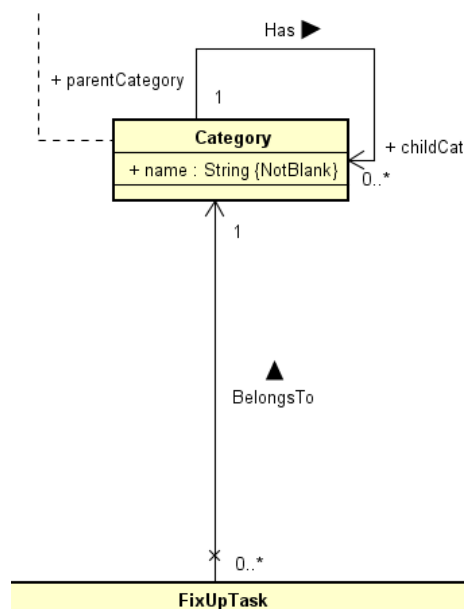 Has ▶
+ parentCategory
1
Category
+ childCat
+ name : String {NotBlank}
0..*
1
BelongsTo
0..*
FixUpTask